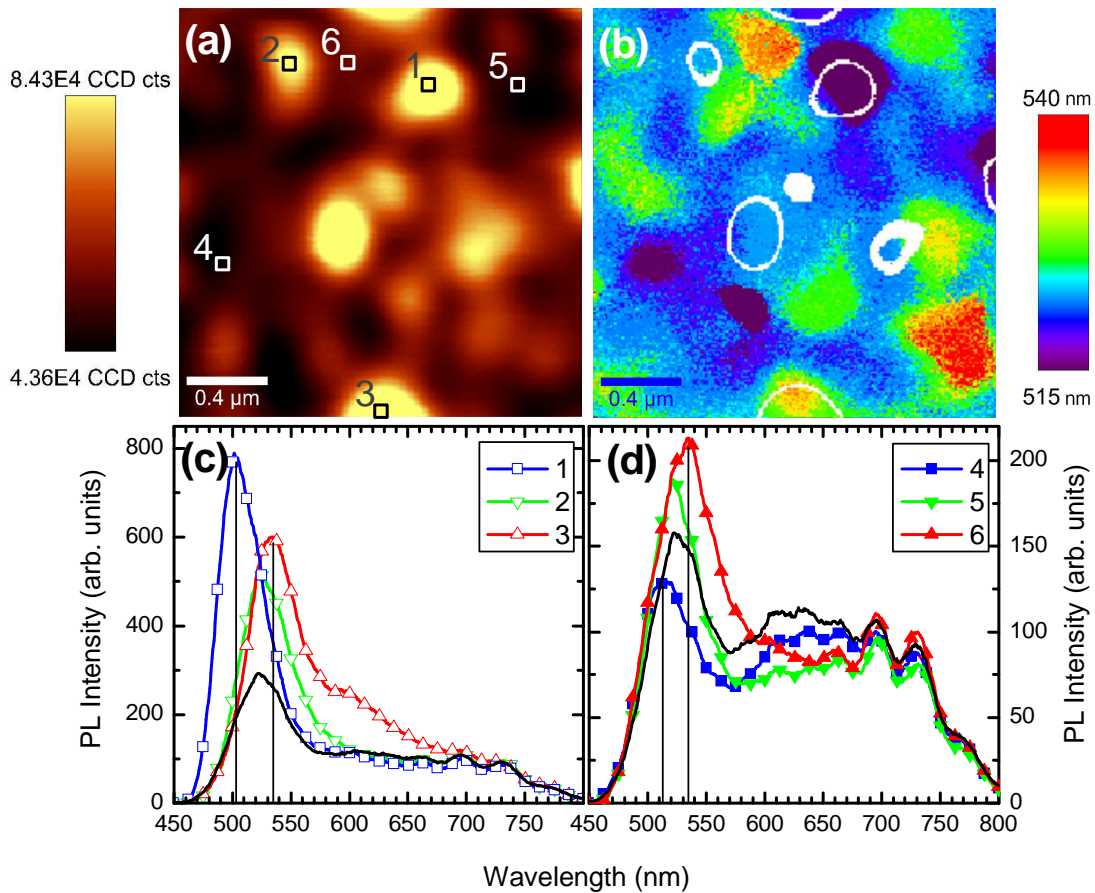 (a)
2
6
1
5
4
3
0.4 µm
8.43E4 CCD cts
4.36E4 CCD cts
(b)
0.4 µm
540 nm
515 nm
(c)
1
2
3
PL Intensity (arb. units)
800
600
400
200
0
450 500 550 600 650 700 750
(d)
4
5
6
PL Intensity (arb. units)
200
150
100
50
0
450 500 550 600 650 700 750 800
Wavelength (nm)